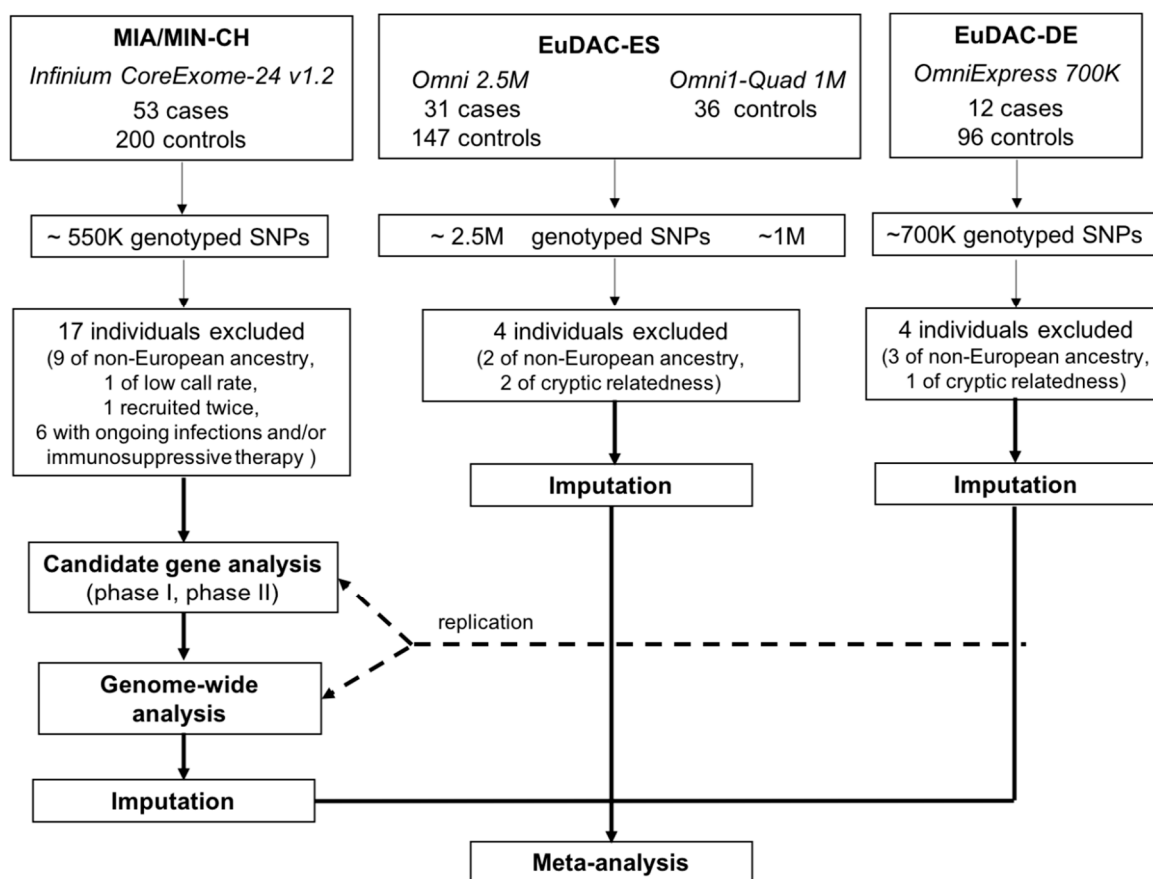 MIA/MIN-CH
Infinium CoreExome-24 v1.2
53 cases
200 controls
~ 550K genotyped SNPs
17 individuals excluded
(9 of non-European ancestry,
1 of low call rate,
1 recruited twice,
6 with ongoing infections and/or
immunosuppressive therapy )
Candidate gene analysis
(phase I, phase II)
Genome-wide
analysis
Imputation
EuDAC-ES
Omni 2.5M
31 cases
147 controls
Omni1-Quad 1M
36 controls
~ 2.5M genotyped SNPs ~1M
4 individuals excluded
(2 of non-European ancestry,
2 of cryptic relatedness)
Imputation
replication
Meta-analysis
EuDAC-DE
OmniExpress 700K
12 cases
96 controls
~700K genotyped SNPs
4 individuals excluded
(3 of non-European ancestry,
1 of cryptic relatedness)
Imputation